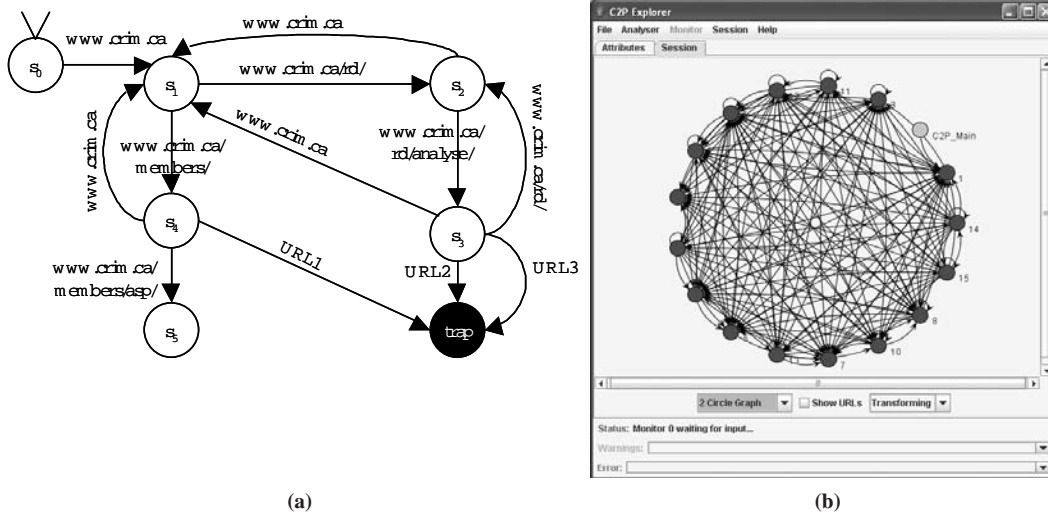 www.crim.ca
s0
www.crim.ca
s1
www.crim.ca/rd/
s2
www.crim.ca
www.crim.ca/
members/
www.crim.ca
www.crim.ca/
rd/analyse/
www.crim.ca/rd/
s4
s3
URL1
URL2
URL3
www.crim.ca/
members/asp/
s5
trap
(a)
C2P Explorer
File Analyser Monitor Session Help
Attributes Session
11
C2P_Main
1
14
15
8
10
7
2 Circle Graph Show URLs Transforming
Status: Monitor 0 waiting for input...
Warnings:
Error:
(b)